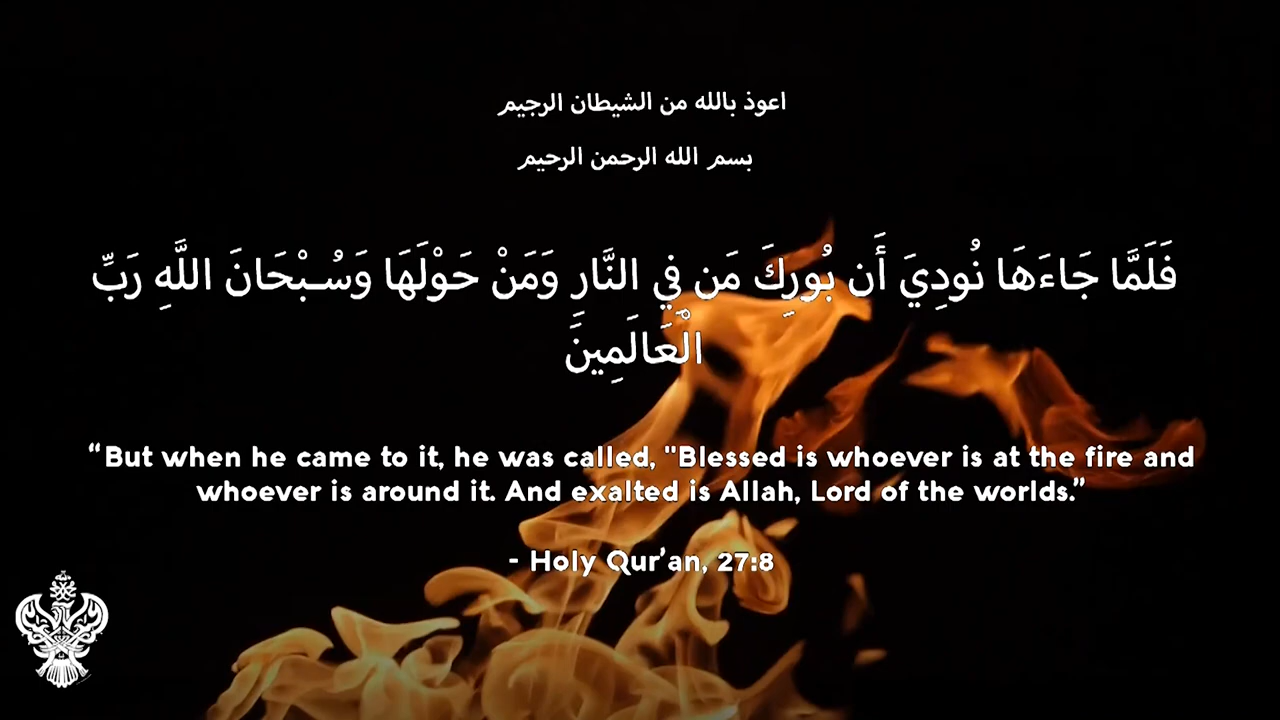 اعوذ بالله من الشيطان الرجيم
بسم الله الرحمن الرحيم
فَلَمَّا جَاءَهَا نُودِيَ أَن بُورِكَ مَن فِي النَّارِ وَمَنْ حَوْلَهَا وَسُـبْحَانَ اللَّهِ رَبِّ
الْعَالَمِينَ
“But when he came to it, he was called, "Blessed is whoever is at the fire and
whoever is around it. And exalted is Allah, Lord of the worlds.”
- Holy Qur’an, 27:8